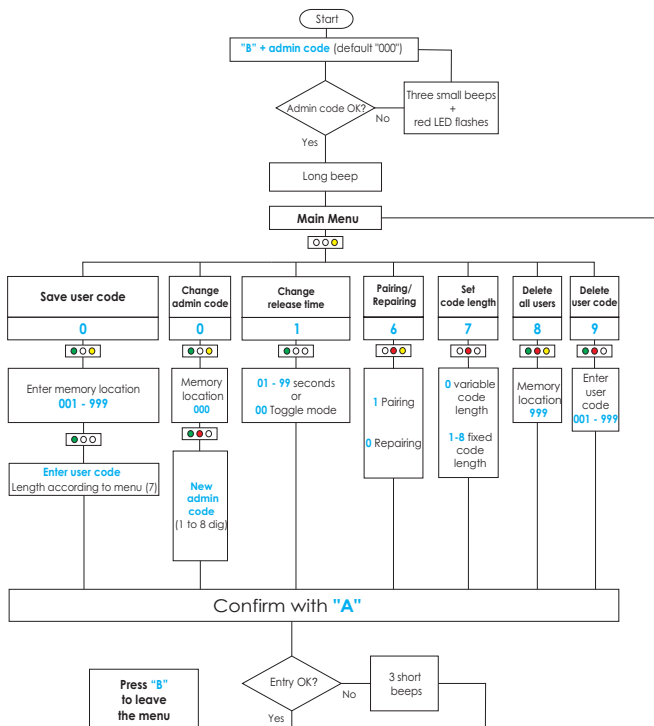 Start
"B" + admin code (default "000")
Admin code OK?
No
Three small beeps
+
red LED flashes
Yes
Long beep
Main Menu
Save user code
0
Change
admin code
0
Change
release time
1
Pairing/
Repairing
6
Set
code length
7
Delete
all users
8
Delete
user code
9
Enter memory location
001 - 999
Memory
location
000
01 - 99 seconds
or
00 Toggle mode
1 Pairing
0 Repairing
0 variable
code
length
1-8 fixed
code
length
Memory
location
999
Enter
user
code
001 - 999
Enter user code
Length according to menu (7)
New
admin
code
(1 to 8 dig)
Confirm with "A"
Press "B"
to leave
the menu
Entry OK?
No
3 short
beeps
Yes